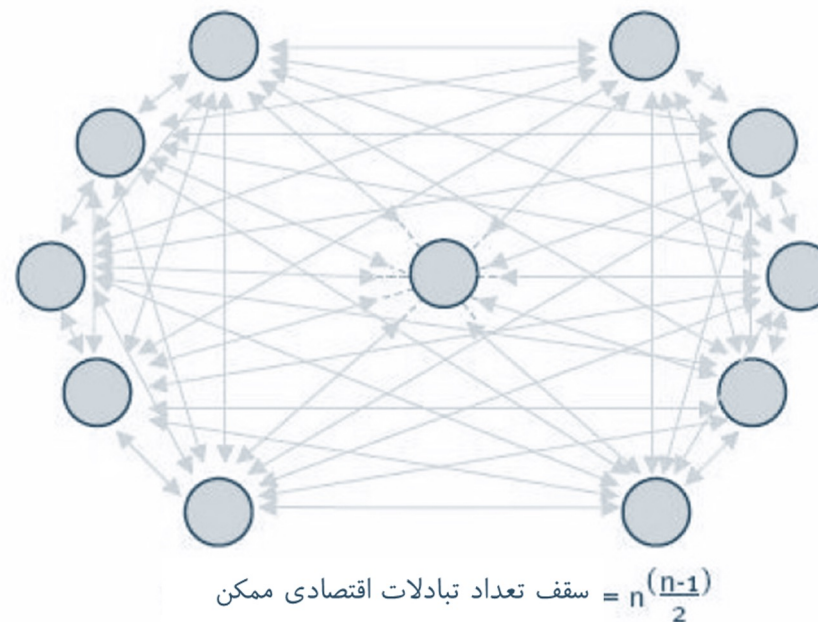 سقف تعداد تبادلات اقتصادی ممکن = n(n-1)/2